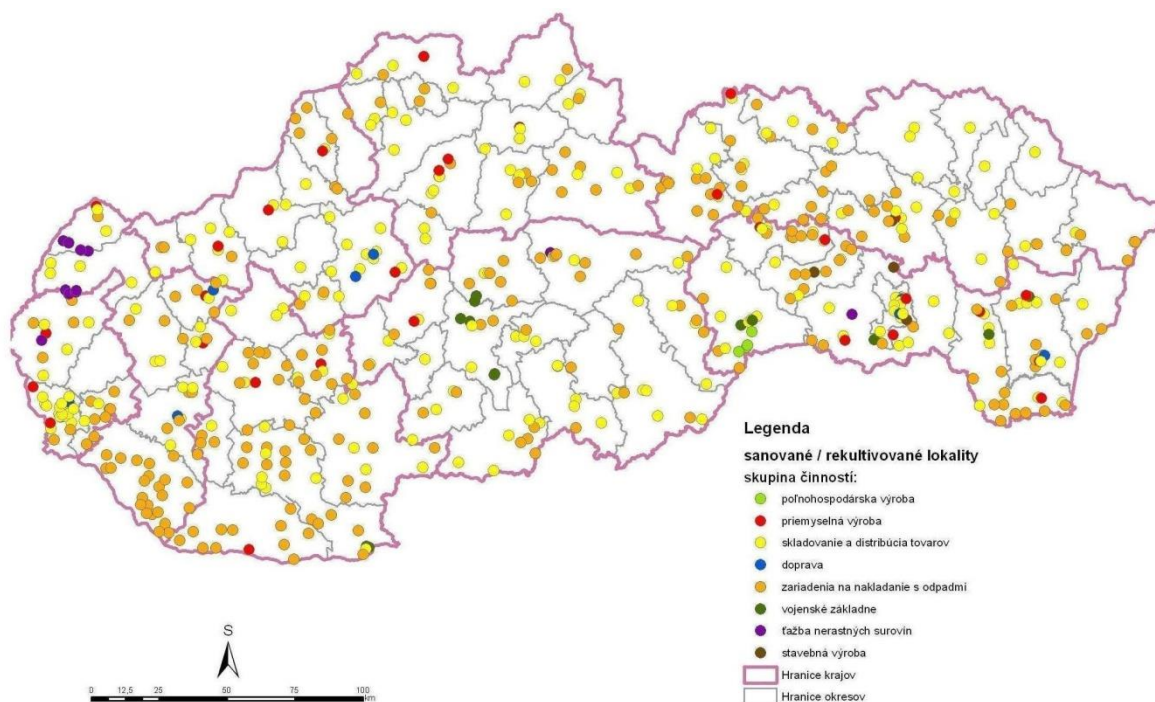 Legenda
sanované / rekultivované lokality
skupina činností:
poľnohospodárska výroba
priemyselná výroba
skladovanie a distribúcia tovarov
doprava
zariadenia na nakladanie s odpadmi
vojenské základne
ťažba nerastných surovín
stavebná výroba
Hranice krajov
Hranice okresov
S
0 12,5 25 50 75 100
km